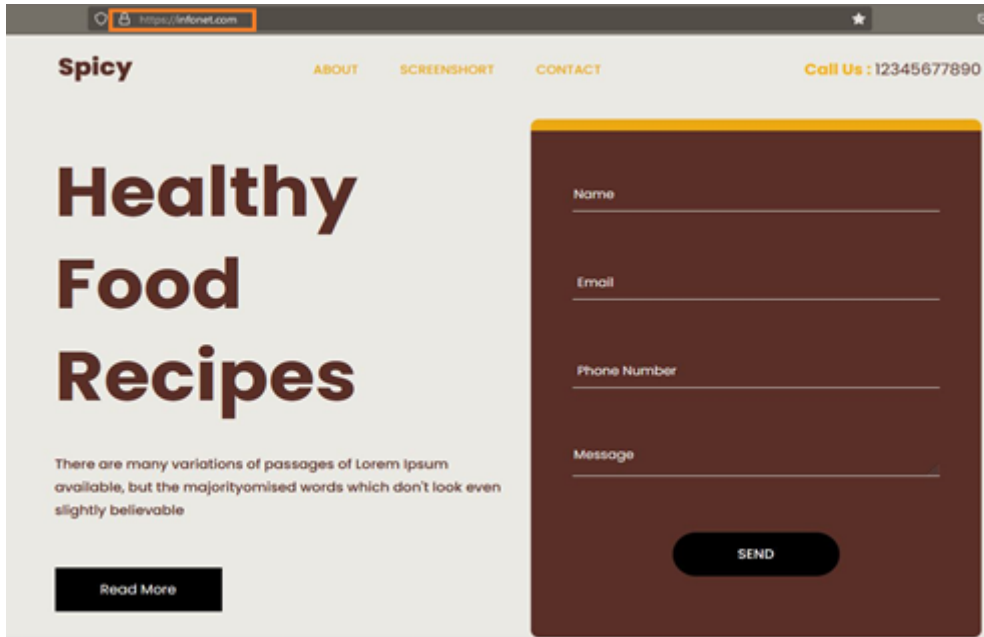 https://infonet.com
Spicy
ABOUT
SCREENSHORT
CONTACT
Call Us : 12345677890
Healthy
Food
Recipes
There are many variations of passages of Lorem Ipsum
available, but the majorityomised words which don't look even
slightly believable
Read More
Name
Email
Phone Number
Message
SEND